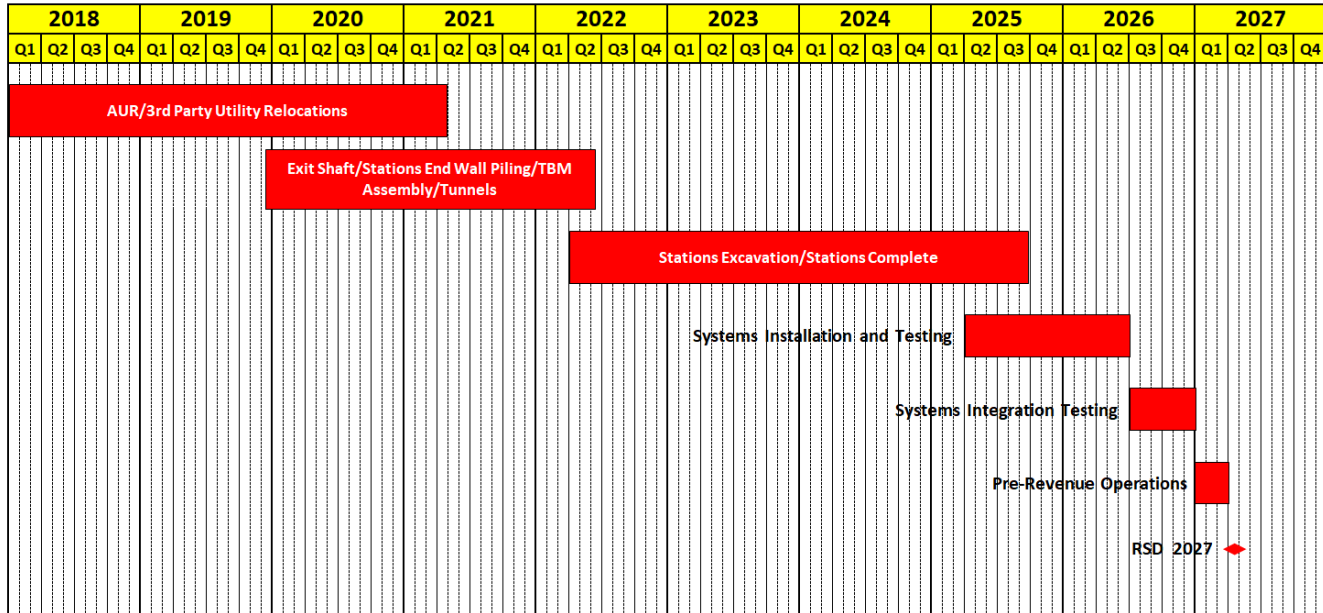 2018 2019 2020 2021 2022 2023 2024 2025 2026 2027
Q1 Q2 Q3 Q4 Q1 Q2 Q3 Q4 Q1 Q2 Q3 Q4 Q1 Q2 Q3 Q4 Q1 Q2 Q3 Q4 Q1 Q2 Q3 Q4 Q1 Q2 Q3 Q4 Q1 Q2 Q3 Q4 Q1 Q2 Q3 Q4 Q1 Q2 Q3 Q4
AUR/3rd Party Utility Relocations
Exit Shaft/Stations End Wall Piling/TBM
Assembly/Tunnels
Stations Excavation/Stations Complete
Systems Installation and Testing
Systems Integration Testing
Pre-Revenue Operations
RSD 2027